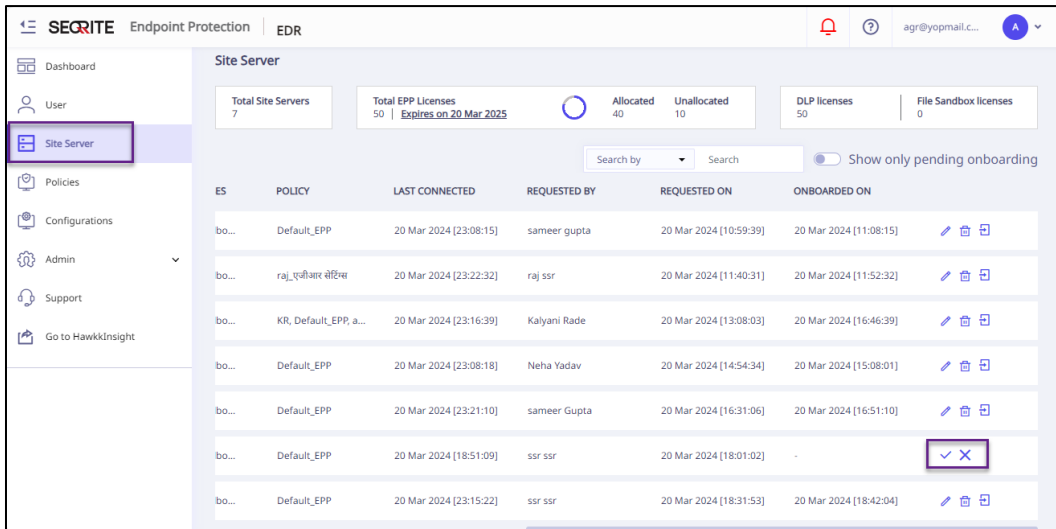 SEQRITE Endpoint Protection EDR agr@yopmail.c... A
Dashboard
User
Site Server
Policies
Configurations
Admin
Support
Go to HawkkInsight
Site Server
Total Site Servers
7
Total EPP Licenses
50 Expires on 20 Mar 2025
Allocated
40
Unallocated
10
DLP licenses
50
File Sandbox licenses
0
Search by Search Show only pending onboarding
ES POLICY LAST CONNECTED REQUESTED BY REQUESTED ON ONBOARDED ON
bo... Default_EPP 20 Mar 2024 [23:08:15] sameer gupta 20 Mar 2024 [10:59:39] 20 Mar 2024 [11:08:15]
bo... raj_एजीआर सेटिंग्स 20 Mar 2024 [23:22:32] raj ssr 20 Mar 2024 [11:40:31] 20 Mar 2024 [11:52:32]
bo... KR, Default_EPP, a... 20 Mar 2024 [23:16:39] Kalyani Rade 20 Mar 2024 [13:08:03] 20 Mar 2024 [16:46:39]
bo... Default_EPP 20 Mar 2024 [23:08:18] Neha Yadav 20 Mar 2024 [14:54:34] 20 Mar 2024 [15:08:01]
bo... Default_EPP 20 Mar 2024 [23:21:10] sameer Gupta 20 Mar 2024 [16:31:06] 20 Mar 2024 [16:51:10]
bo... Default_EPP 20 Mar 2024 [18:51:09] ssr ssr 20 Mar 2024 [18:01:02] -
bo... Default_EPP 20 Mar 2024 [23:15:22] ssr ssr 20 Mar 2024 [18:31:53] 20 Mar 2024 [18:42:04]